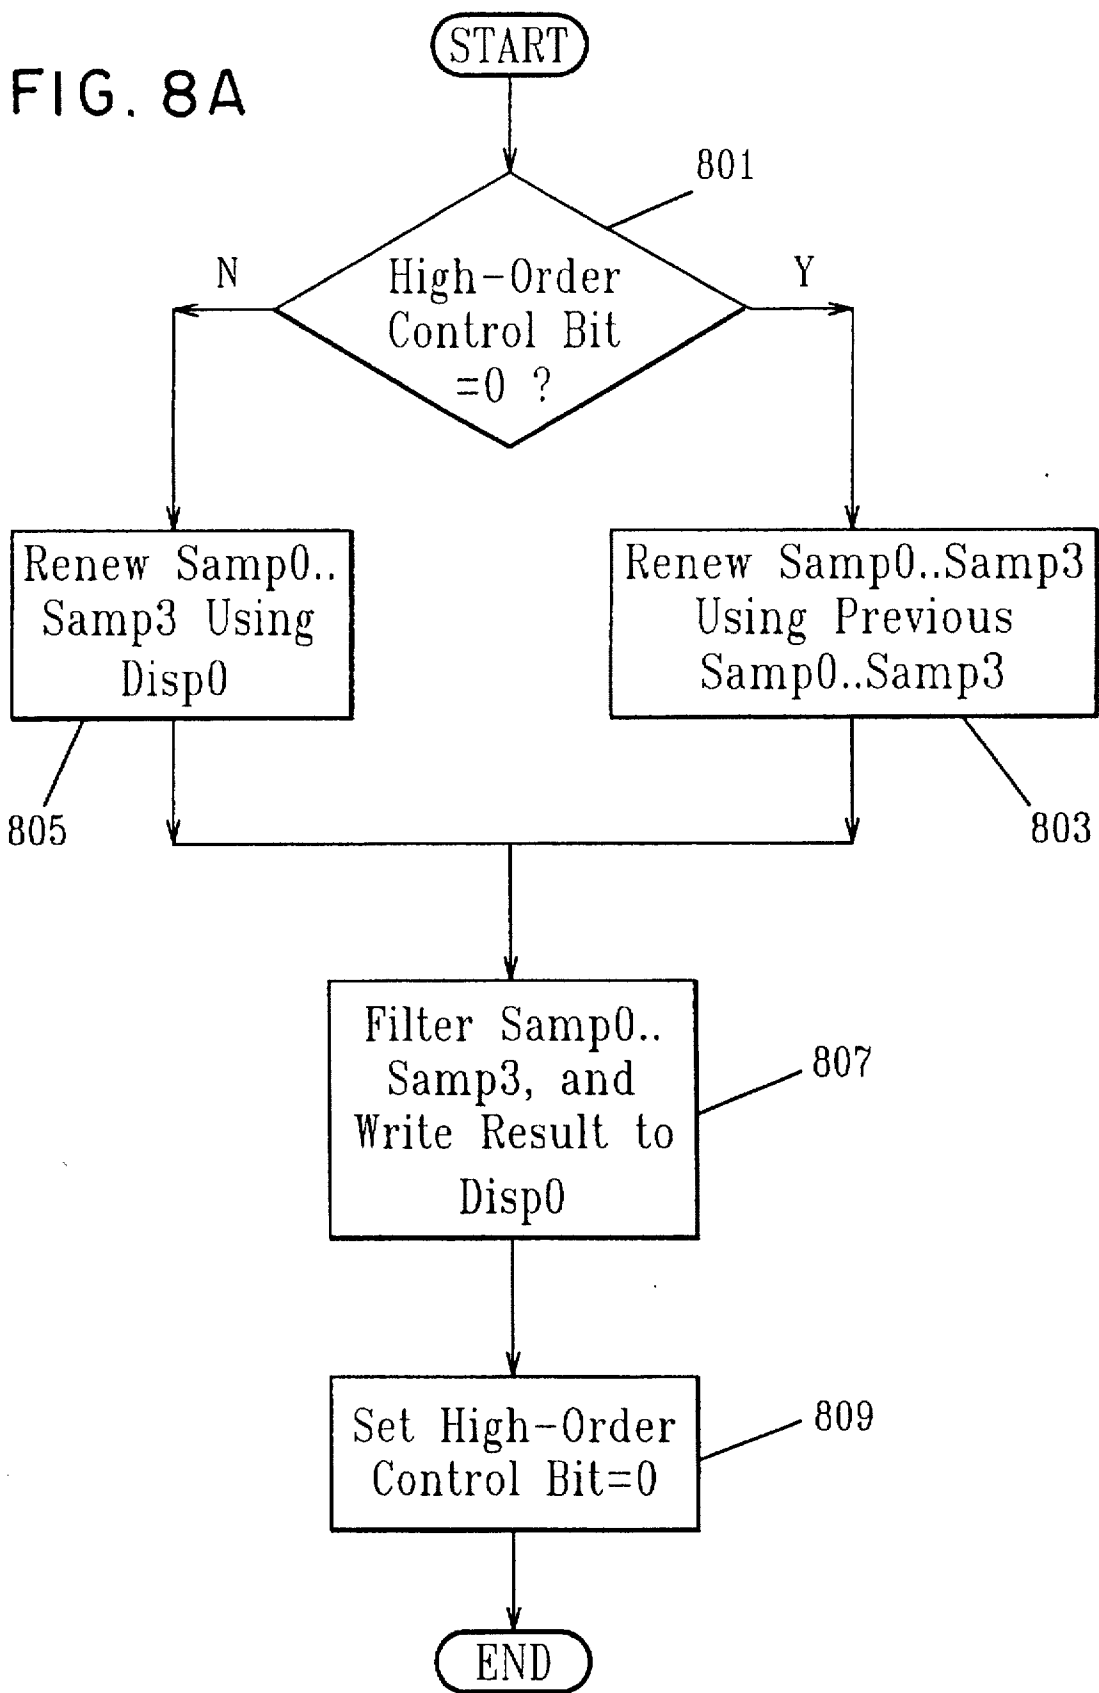 START
FIG. 8A
801
N
Y
High-Order
Control Bit
=0 ?
Renew Samp0..
Samp3 Using
Disp0
Renew Samp0..Samp3
Using Previous
Samp0..Samp3
805
803
Filter Samp0..
Samp3, and
Write Result to
Disp0
807
Set High-Order
Control Bit=0
809
END